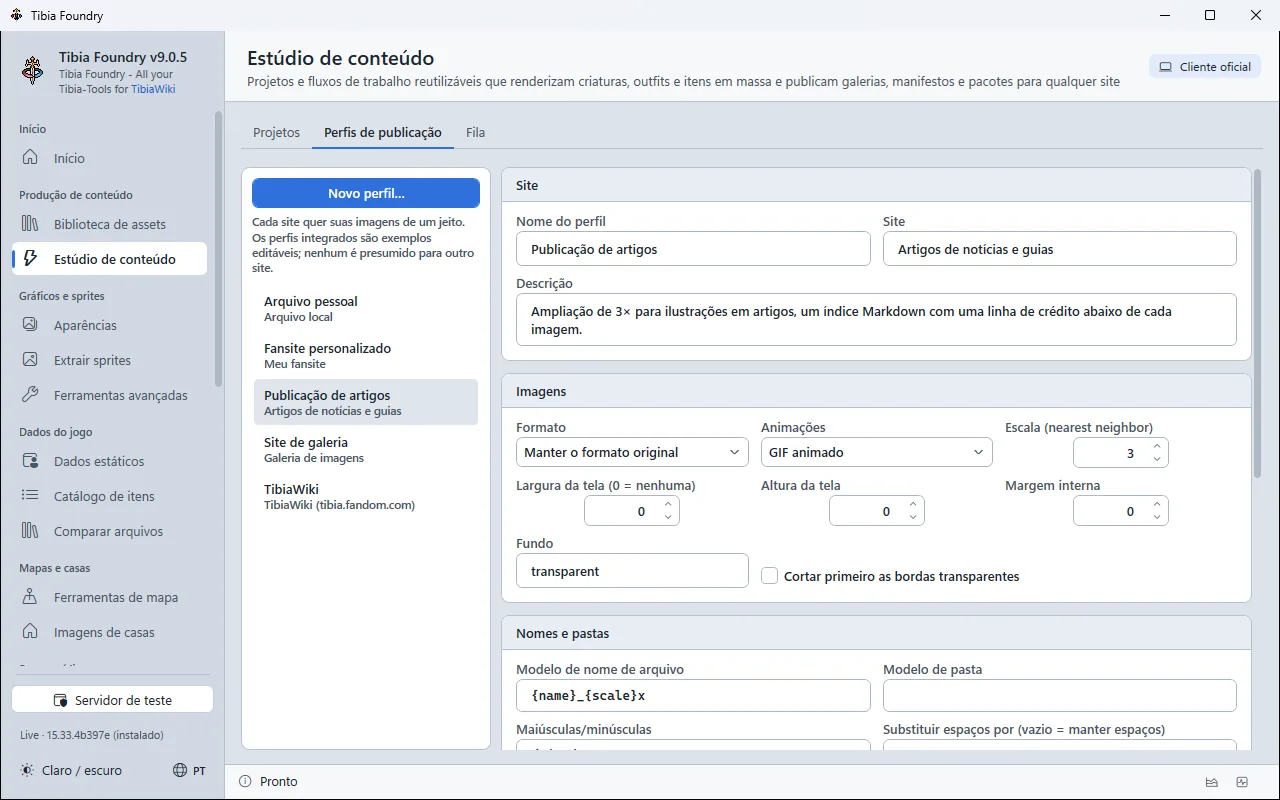 Tibia Foundry
Tibia Foundry v9.0.5
Tibia Foundry - All your
Tibia-Tools for TibiaWiki
Início
Início
Produção de conteúdo
Biblioteca de assets
Estúdio de conteúdo
Gráficos e sprites
Aparências
Extrair sprites
Ferramentas avançadas
Dados do jogo
Dados estáticos
Catálogo de itens
Comparar arquivos
Mapas e casas
Ferramentas de mapa
Imagens de casas
Servidor de teste
Live · 15.33.4b397e (instalado)
Claro / escuro
PT
Estúdio de conteúdo
Projetos e fluxos de trabalho reutilizáveis que renderizam criaturas, outfits e itens em massa e publicam galerias, manifestos e pacotes para qualquer site
Cliente oficial
Projetos
Perfis de publicação
Fila
Novo perfil...
Cada site quer suas imagens de um jeito.
Os perfis integrados são exemplos
editáveis; nenhum é presumido para outro
site.
Arquivo pessoal
Arquivo local
Fansite personalizado
Meu fansite
Publicação de artigos
Artigos de notícias e guias
Site de galeria
Galeria de imagens
TibiaWiki
TibiaWiki (tibia.fandom.com)
Site
Nome do perfil
Site
Publicação de artigos
Artigos de notícias e guias
Descrição
Ampliação de 3× para ilustrações em artigos, um índice Markdown com uma linha de crédito abaixo de cada
imagem.
Imagens
Formato
Animações
Escala (nearest neighbor)
Manter o formato original
GIF animado
3
Largura da tela (0 = nenhuma)
Altura da tela
Margem interna
0
0
0
Fundo
transparent
Cortar primeiro as bordas transparentes
Nomes e pastas
Modelo de nome de arquivo
Modelo de pasta
{name}_{scale}x
Maiúsculas/minúsculas
Substituir espaços por (vazio = manter espaços)
Pronto